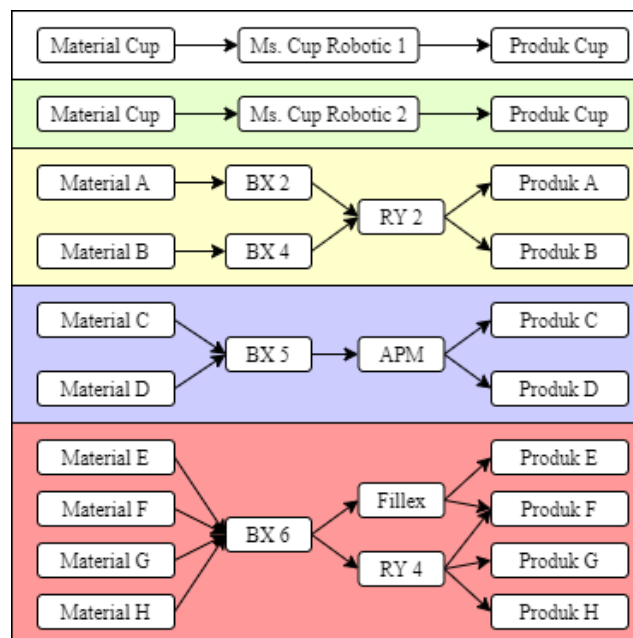 Material Cup Ms. Cup Robotic 1 Produk Cup
Material Cup Ms. Cup Robotic 2 Produk Cup
Material A BX 2 Produk A
RY 2
Material B BX 4 Produk B
Material C Produk C
BX 5 APM
Material D Produk D
Material E Produk E
Fillex
Material F Produk F
BX 6
Material G RY 4 Produk G
Material H Produk H